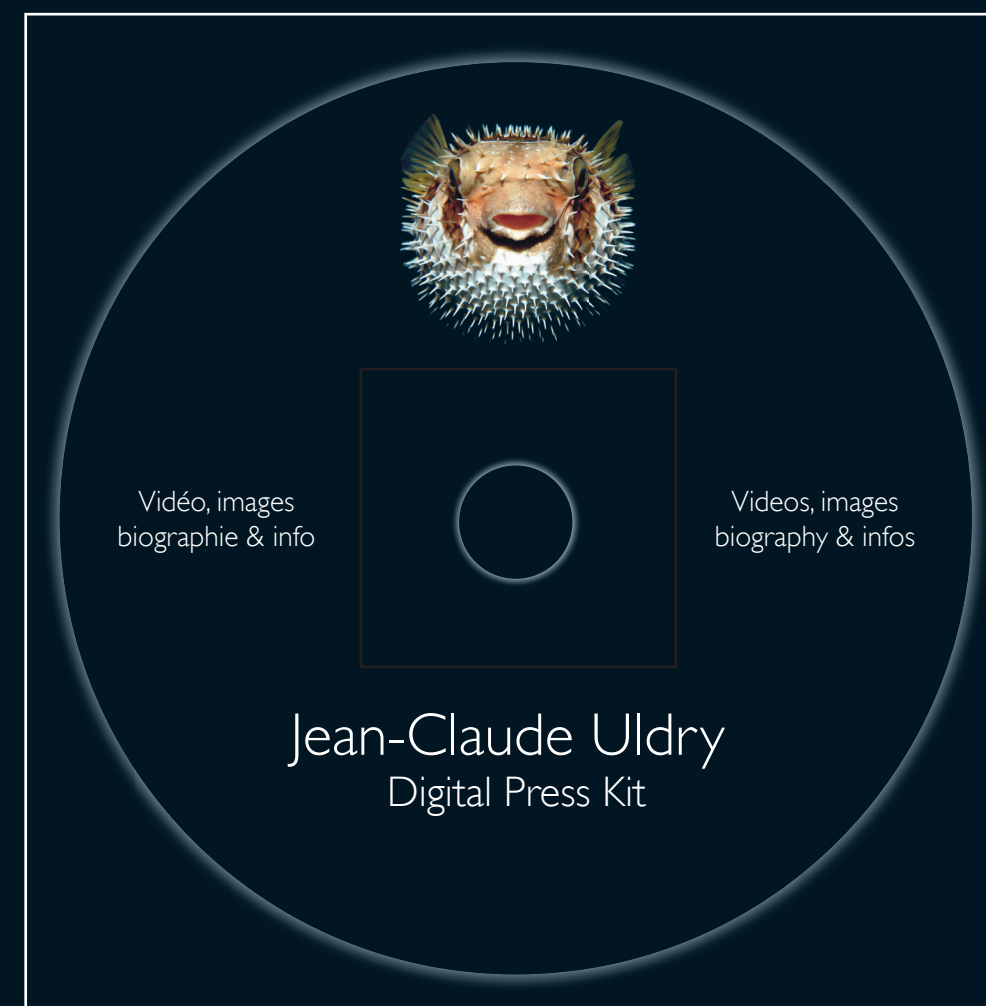 Vidéo, images
biographie & info
Videos, images
biography & infos
Jean-Claude Uldry
Digital Press Kit